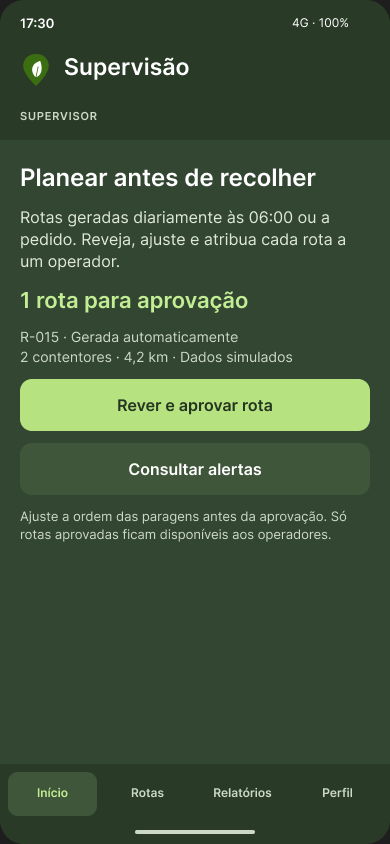 17:30
4G · 100%
Supervisão
SUPERVISOR
Planear antes de recolher
Rotas geradas diariamente às 06:00 ou a
pedido. Reveja, ajuste e atribua cada rota a
um operador.
1 rota para aprovação
R-015 · Gerada automaticamente
2 contentores · 4,2 km · Dados simulados
Rever e aprovar rota
Consultar alertas
Ajuste a ordem das paragens antes da aprovação. Só
rotas aprovadas ficam disponíveis aos operadores.
Início
Rotas
Relatórios
Perfil